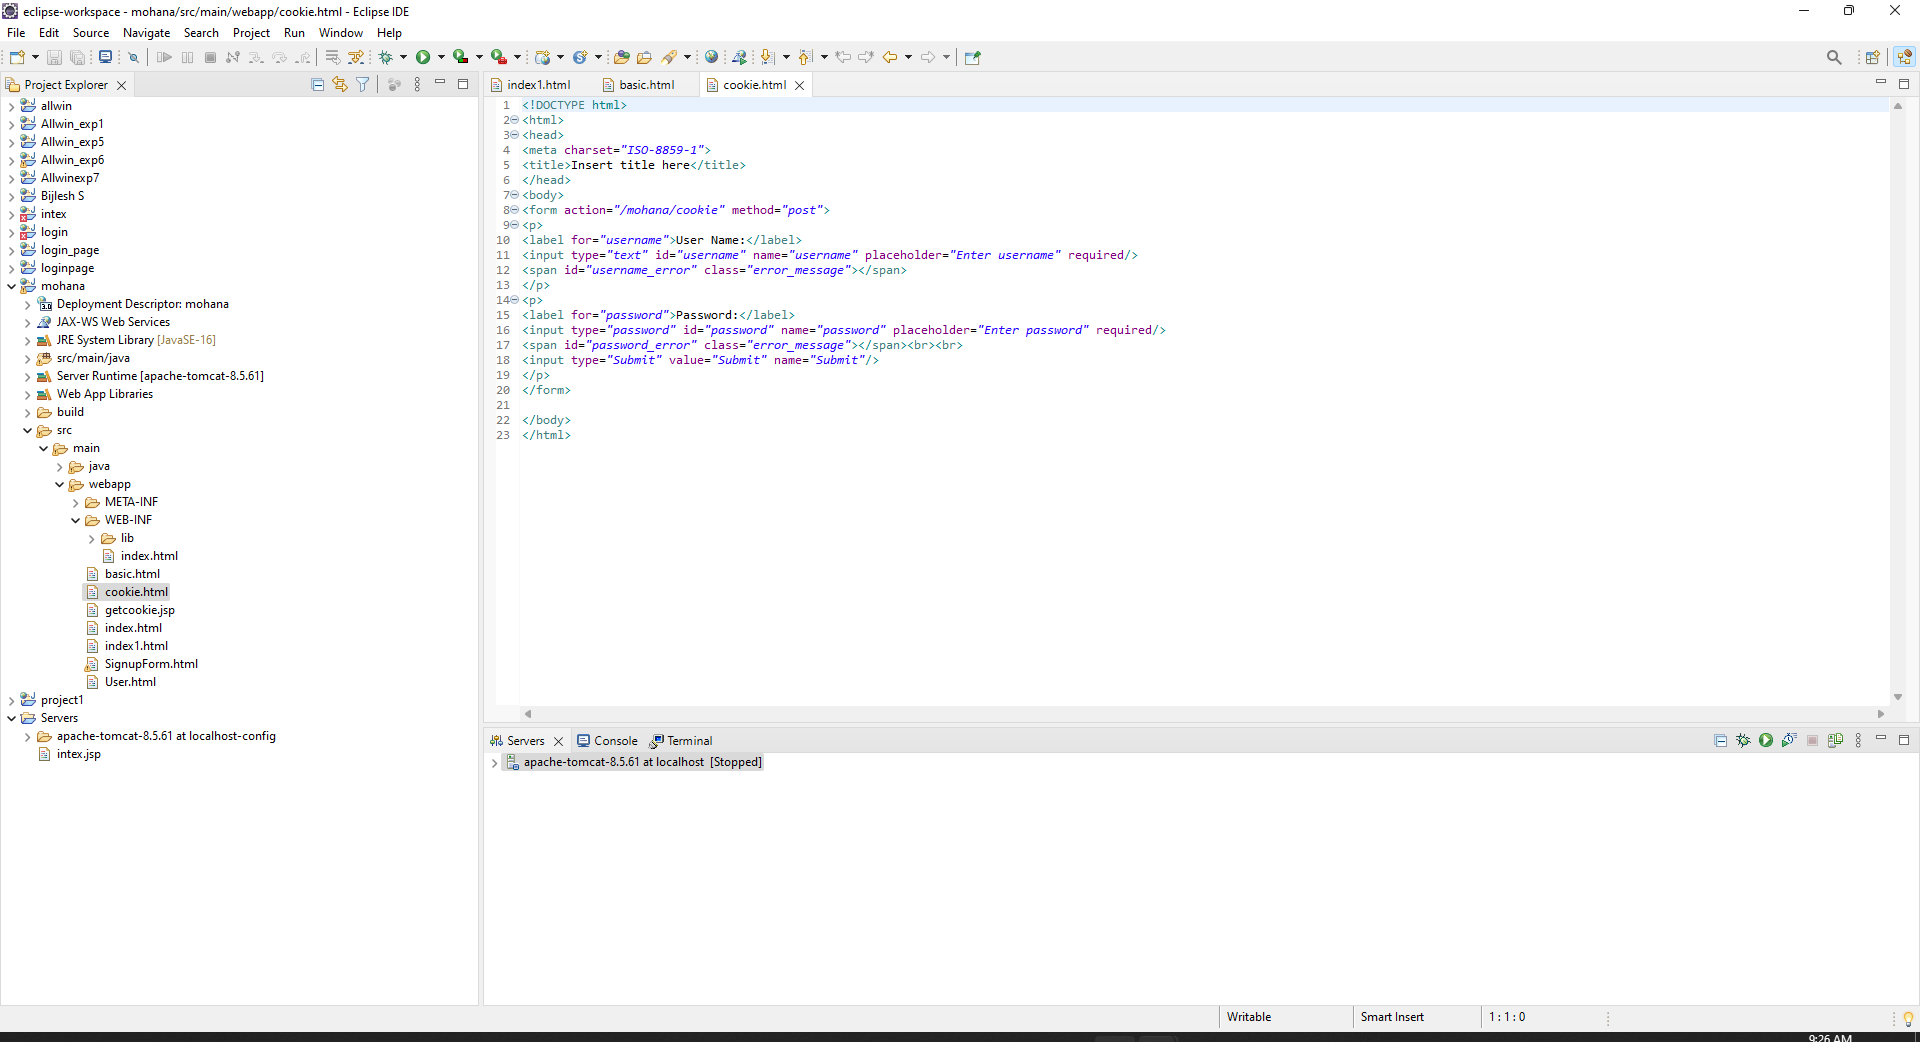 eclipse-workspace - mohana/src/main/webapp/cookie.html - Eclipse IDE
File Edit Source Navigate Search Project Run Window Help
Project Explorer
allwin
Allwin_exp1
Allwin_exp5
Allwin_exp6
Allwinexp7
Bijlesh S
intex
login
login_page
loginpage
mohana
Deployment Descriptor: mohana
JAX-WS Web Services
JRE System Library [JavaSE-16]
src/main/java
Server Runtime [apache-tomcat-8.5.61]
Web App Libraries
build
src
main
java
webapp
META-INF
WEB-INF
lib
index.html
basic.html
cookie.html
getcookie.jsp
index.html
index1.html
SignupForm.html
User.html
project1
Servers
apache-tomcat-8.5.61 at localhost-config
intex.jsp
index1.html basic.html cookie.html
1 <!DOCTYPE html>
2 <html>
3 <head>
4 <meta charset="ISO-8859-1">
5 <title>Insert title here</title>
6 </head>
7 <body>
8 <form action="/mohana/cookie" method="post">
9 <p>
10 <label for="username">User Name:</label>
11 <input type="text" id="username" name="username" placeholder="Enter username" required/>
12 <span id="username_error" class="error_message"></span>
13 </p>
14 <p>
15 <label for="password">Password:</label>
16 <input type="password" id="password" name="password" placeholder="Enter password" required/>
17 <span id="password_error" class="error_message"></span><br><br>
18 <input type="Submit" value="Submit" name="Submit"/>
19 </p>
20 </form>
21
22 </body>
23 </html>
Servers Console Terminal
apache-tomcat-8.5.61 at localhost [Stopped]
Writable Smart Insert 1 : 1 : 0
9:26 AM